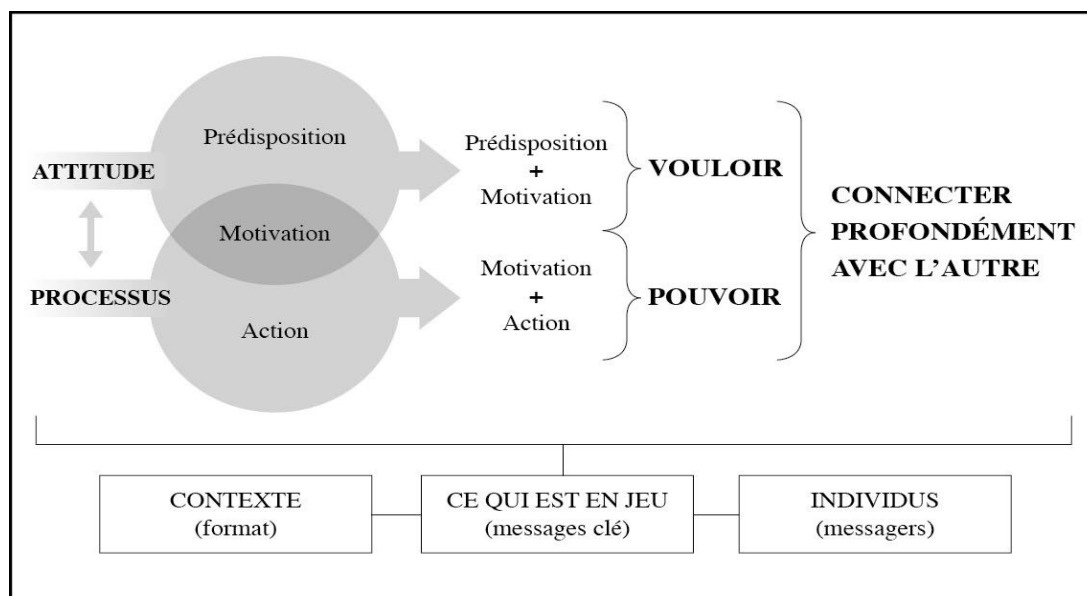 Prédisposition
ATTITUDE
Motivation
PROCESSUS
Action
Prédisposition
+
Motivation
Motivation
+
Action
VOULOIR
POUVOIR
CONNECTER
PROFONDÉMENT
AVEC L’AUTRE
CONTEXTE
(format)
CE QUI EST EN JEU
(messages clé)
INDIVIDUS
(messagers)